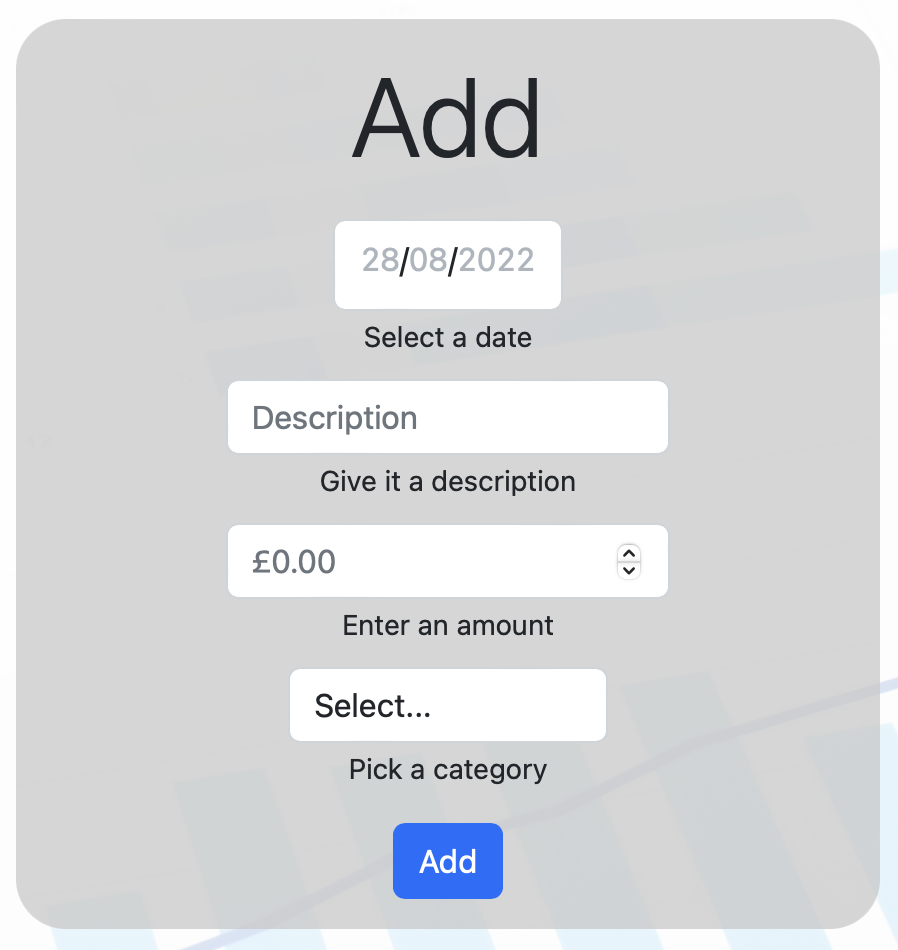 Add
28/08/2022
Select a date
Description
Give it a description
£0.00
Enter an amount
Select...
Pick a category
Add